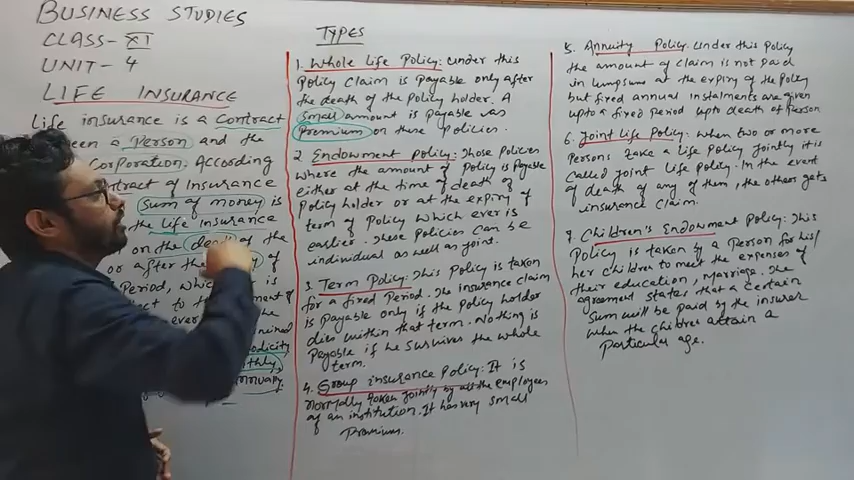 BUSINESS STUDIES
CLASS- XI
UNIT- 4
LIFE INSURANCE
Life insurance is a contract
een a Person and the
Corporation. According
tract of Insurance
Sum of money is
the life insurance
on the death of the
or after the y of
Period, which is
ect to the ment of
ever the
mined
odicity
thly,
annually.
TYPES
1. Whole Life Policy: under this
Policy claim is Payable only after
the death of the policy holder. A
small amount is payable as
Premium on these Policies.
2. Endowment Policy: Those Policies
where the amount of Policy is Payable
either at the time of death of
Policy holder or at the expiry of
term of Policy which ever is
earlier. These policies can be
individual as well as joint.
3. Term Policy: This Policy is taken
for a fixed Period. The insurance claim
is payable only if the Policy holder
dies within that term. Nothing is
Payable if he survives the whole
term.
4. Group insurance Policy: It is
normally taken jointly by all the employees
of an institution. It has very small
Premium.
5. Annuity Policy: Under this Policy
the amount of claim is not paid
in lumpsum at the expiry of the Policy
but fixed annual instalments are given
upto a fixed period upto death of Person
6. Joint Life Policy: when two or more
Persons take a life Policy jointly it is
called joint life Policy. In the event
of death of any of them, the others gets
insurance claim.
7. Children's Endowment Policy: This
Policy is taken by a Person for his/
her children to meet the expenses of
their education, Marriage. The
agreement states that a certain
Sum will be paid by the insurer
when the children attain a
Particular age.